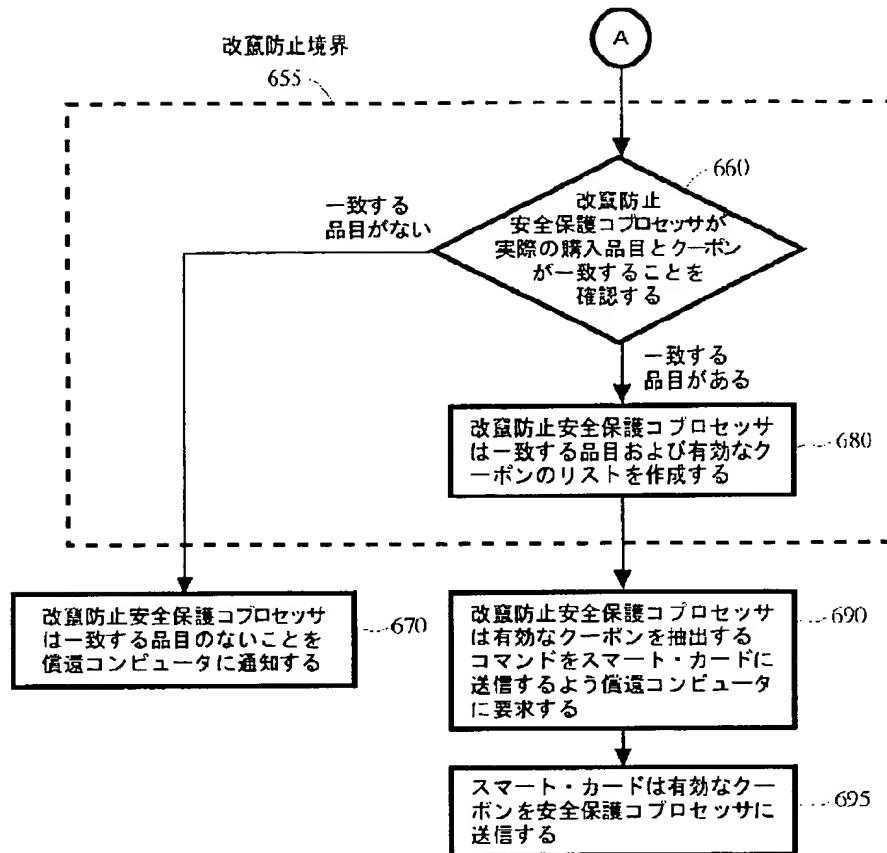 A
改竄防止境界
655
660
改竄防止
安全保護コプロセッサが
実際の購入品目とクーポン
が一致することを
確認する
一致する
品目がない
一致する
品目がある
改竄防止安全保護コプロセッサ
は一致する品目および有効なク
ーポンのリストを作成する
680
改竄防止安全保護コプロセッサ
は一致する品目のないことを
償還コンピュータに通知する
670
改竄防止安全保護コプロセッサ
は有効なクーポンを抽出する
コマンドをスマート・カードに
送信するよう償還コンピュータ
に要求する
690
スマート・カードは有効なクー
ポンを安全保護コプロセッサに
送信する
695